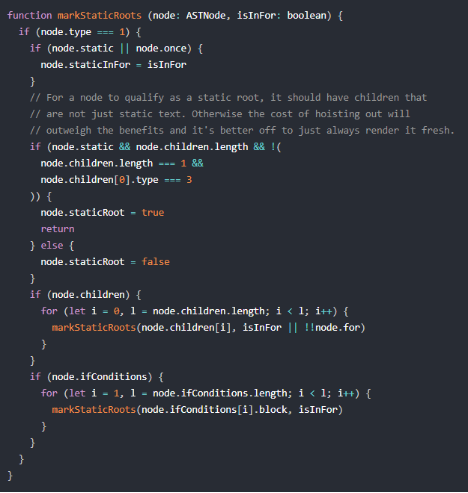 function markStaticRoots (node: ASTNode, isInFor: boolean) {
  if (node.type === 1) {
    if (node.static || node.once) {
      node.staticInFor = isInFor
    }
    // For a node to qualify as a static root, it should have children that
    // are not just static text. Otherwise the cost of hoisting out will
    // outweigh the benefits and it's better off to just always render it fresh.
    if (node.static && node.children.length && !(
      node.children.length === 1 &&
      node.children[0].type === 3
    )) {
      node.staticRoot = true
      return
    } else {
      node.staticRoot = false
    }
    if (node.children) {
      for (let i = 0, l = node.children.length; i < l; i++) {
        markStaticRoots(node.children[i], isInFor || !!node.for)
      }
    }
    if (node.ifConditions) {
      for (let i = 1, l = node.ifConditions.length; i < l; i++) {
        markStaticRoots(node.ifConditions[i].block, isInFor)
      }
    }
  }
}